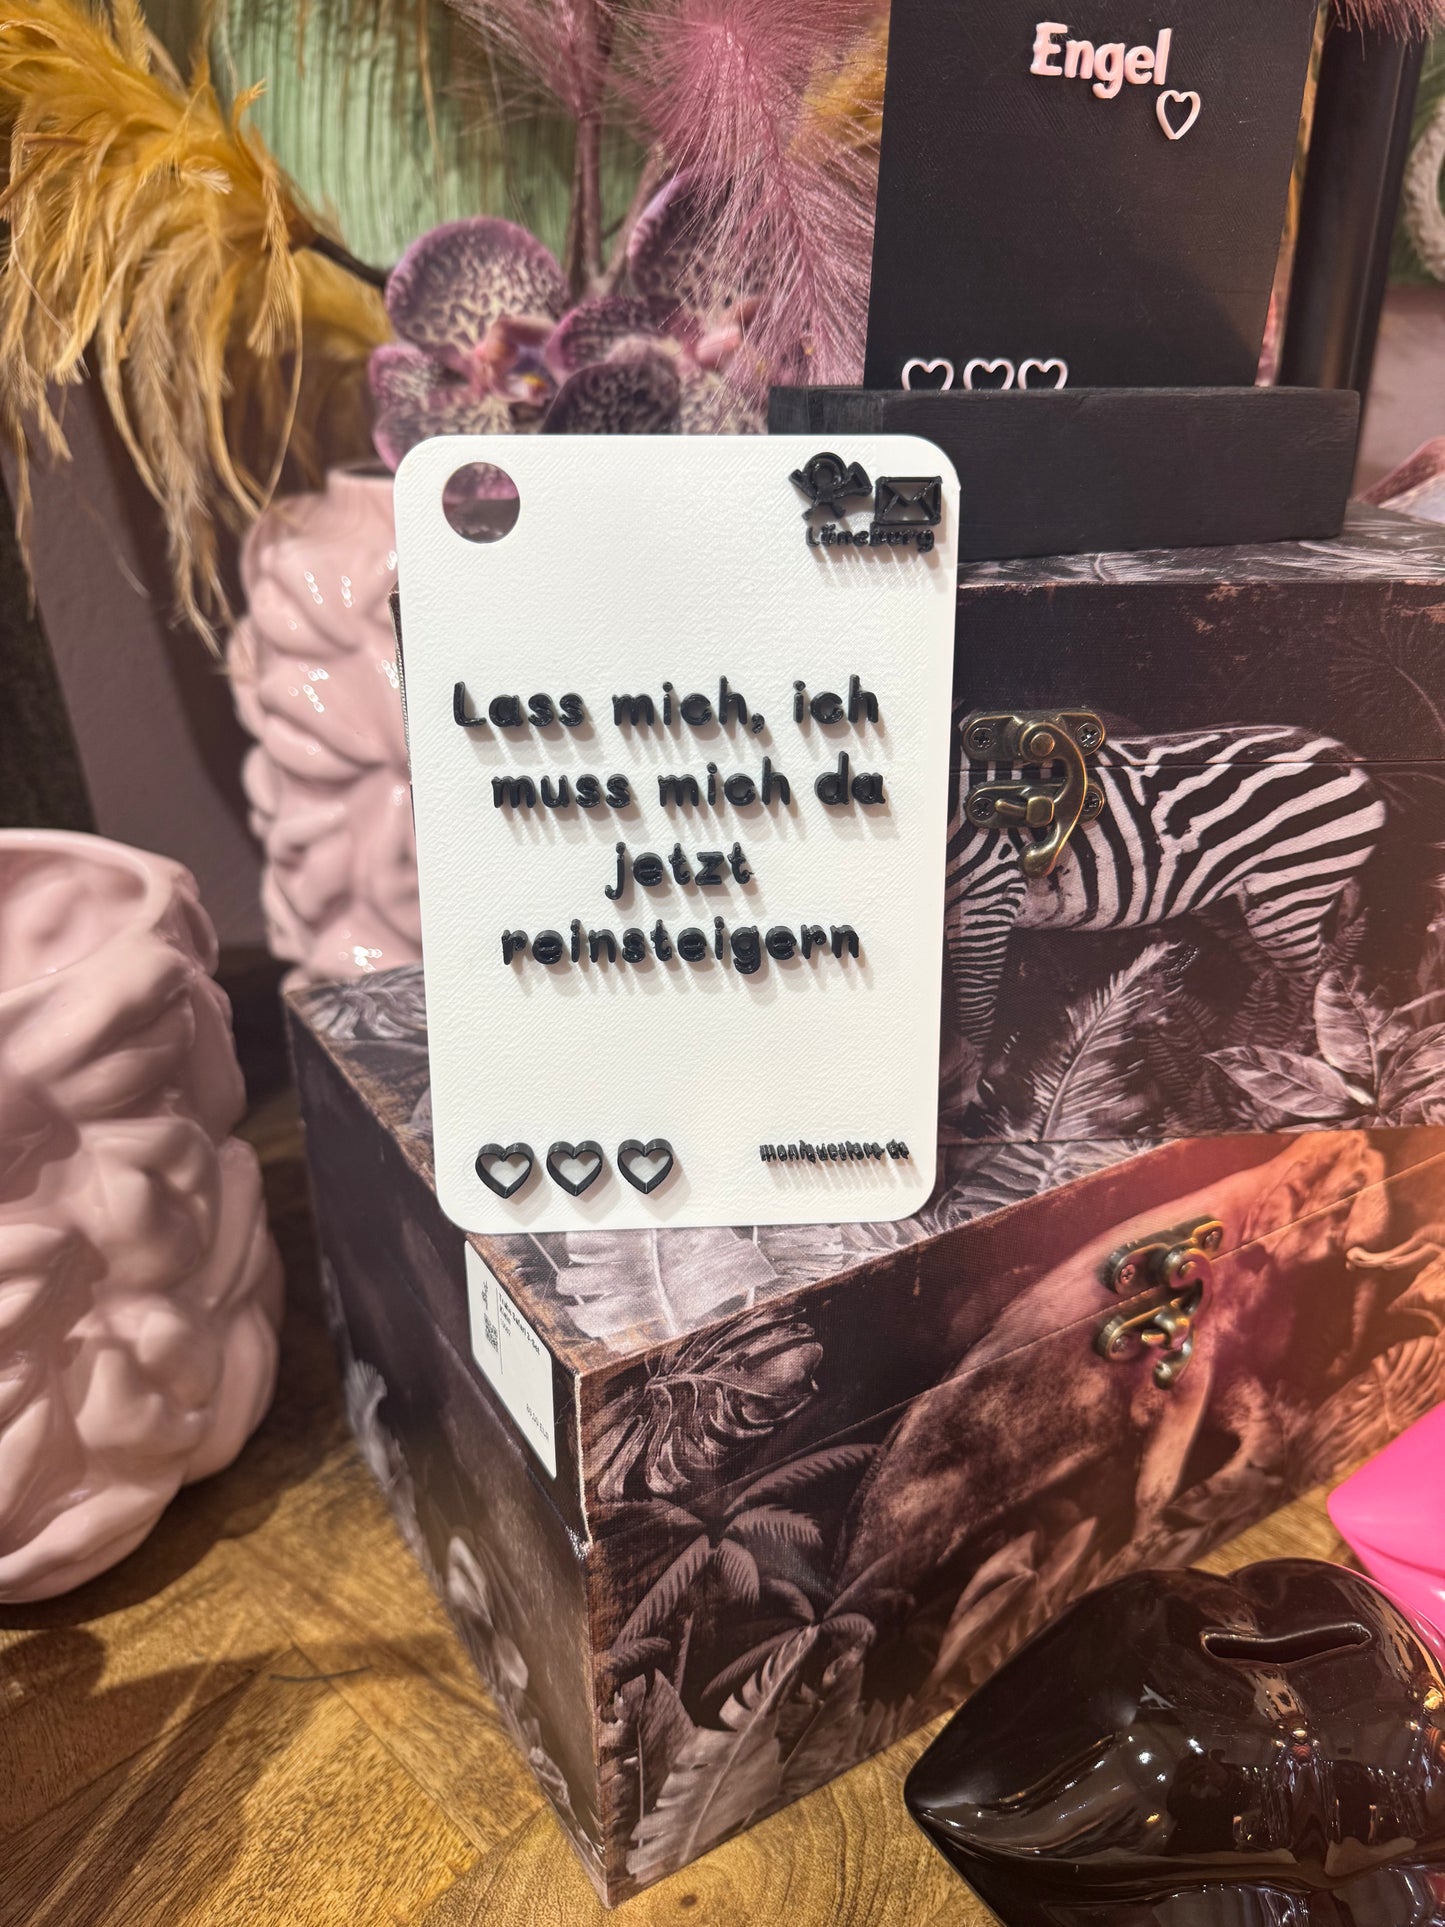 Engel
Lüneburg
Lass mich, ich
muss mich da
jetzt
reinsteigern
moniquestore.de